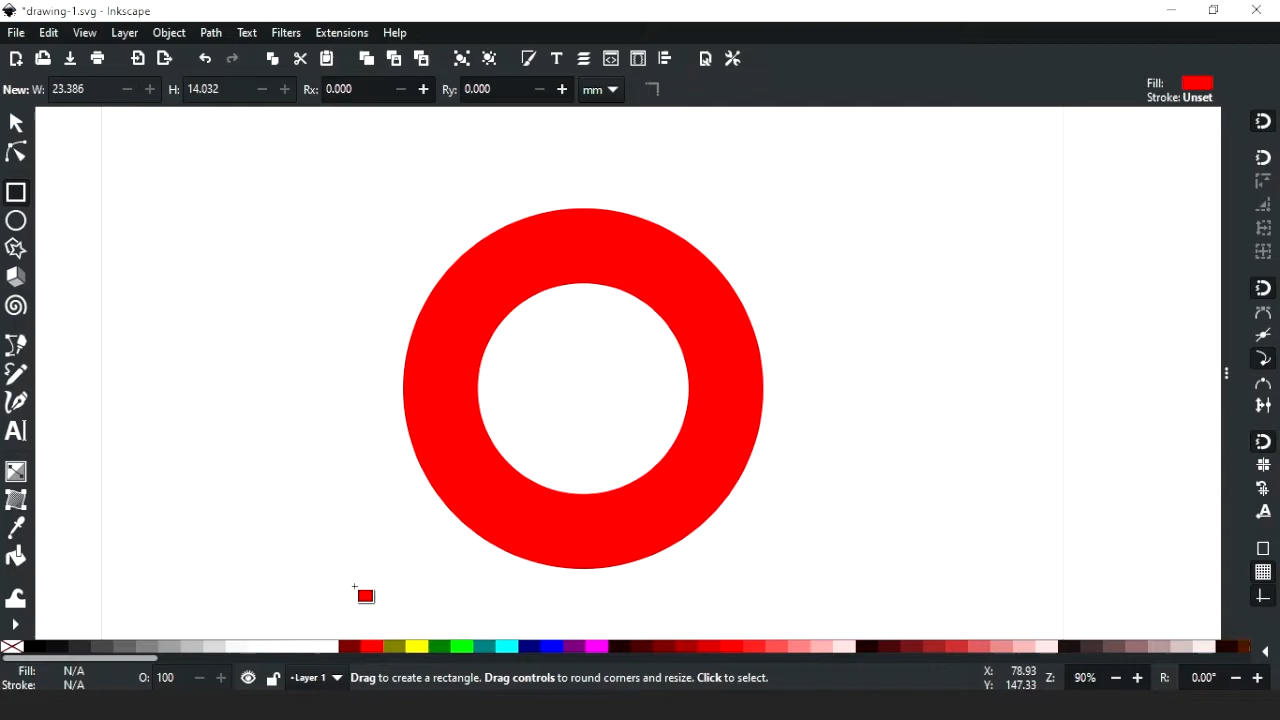 *drawing-1.svg - Inkscape
File Edit View Layer Object Path Text Filters Extensions Help
New: W: 23.386 H: 14.032 Rx: 0.000 Ry: 0.000 mm
Fill:
Stroke: Unset
Fill: N/A
Stroke: N/A
O: 100
•Layer 1
Drag to create a rectangle. Drag controls to round corners and resize. Click to select.
X: 78.93
Y: 147.33
Z: 90%
R: 0.00°